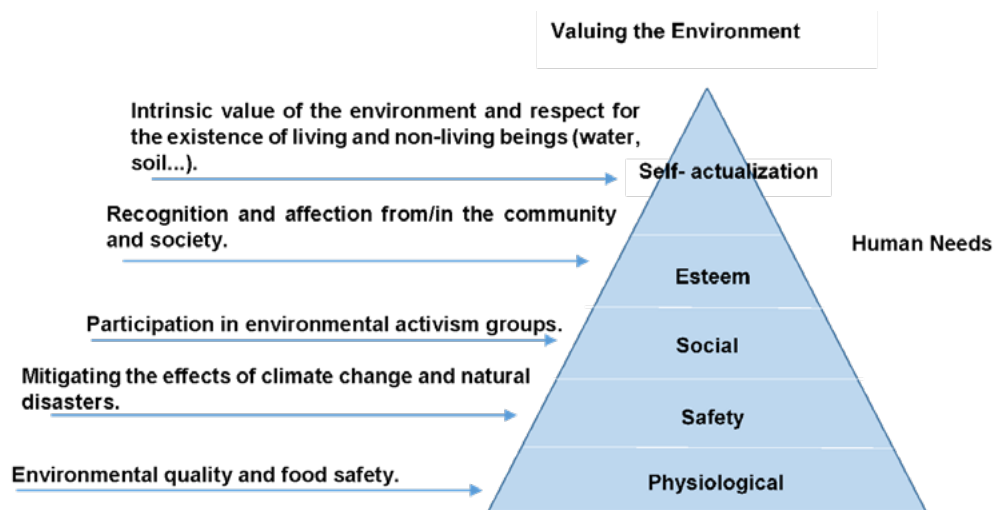 Valuing the Environment
Intrinsic value of the environment and respect for
the existence of living and non-living beings (water,
soil...).
Self- actualization
Recognition and affection from/in the community
and society.
Human Needs
Esteem
Participation in environmental activism groups.
Social
Mitigating the effects of climate change and natural
disasters.
Safety
Environmental quality and food safety.
Physiological